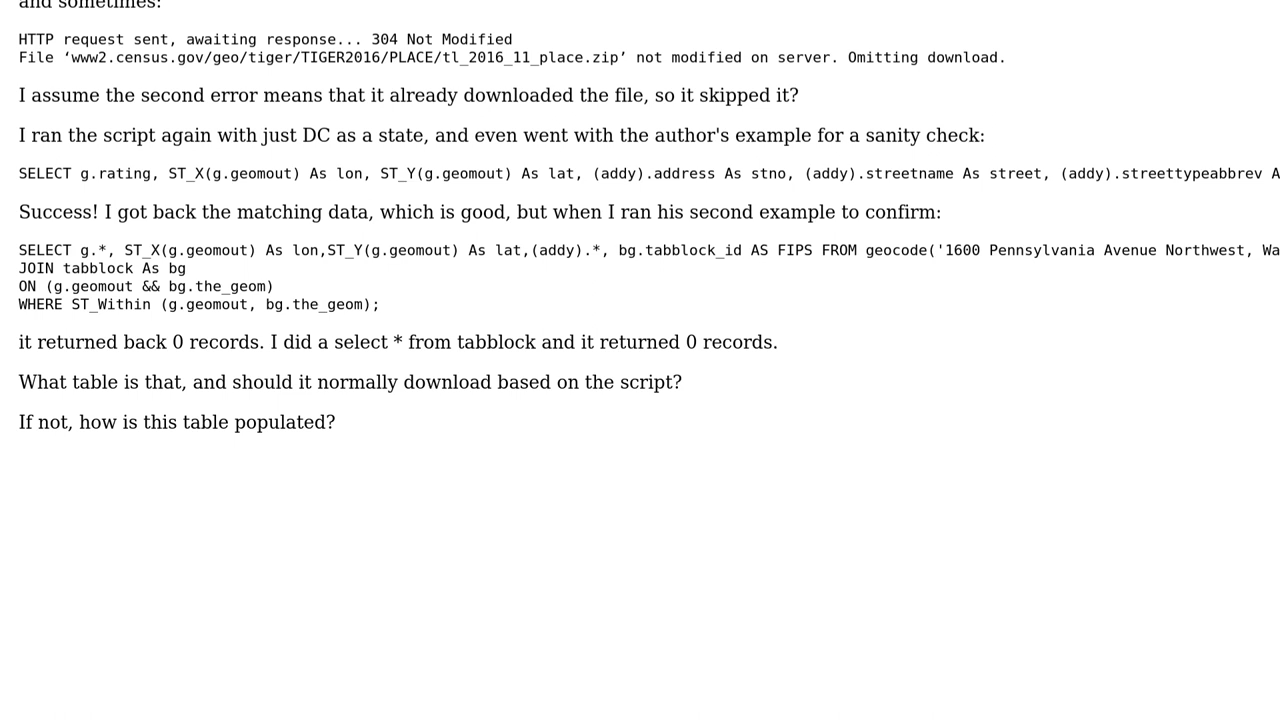 and sometimes:
HTTP request sent, awaiting response... 304 Not Modified
File ‘www2.census.gov/geo/tiger/TIGER2016/PLACE/tl_2016_11_place.zip’ not modified on server. Omitting download.
I assume the second error means that it already downloaded the file, so it skipped it?
I ran the script again with just DC as a state, and even went with the author's example for a sanity check:
SELECT g.rating, ST_X(g.geomout) As lon, ST_Y(g.geomout) As lat, (addy).address As stno, (addy).streetname As street, (addy).streettypeabbrev A
Success! I got back the matching data, which is good, but when I ran his second example to confirm:
SELECT g.*, ST_X(g.geomout) As lon,ST_Y(g.geomout) As lat,(addy).*, bg.tabblock_id AS FIPS FROM geocode('1600 Pennsylvania Avenue Northwest, Wa
JOIN tabblock As bg
ON (g.geomout && bg.the_geom)
WHERE ST_Within (g.geomout, bg.the_geom);
it returned back 0 records. I did a select * from tabblock and it returned 0 records.
What table is that, and should it normally download based on the script?
If not, how is this table populated?